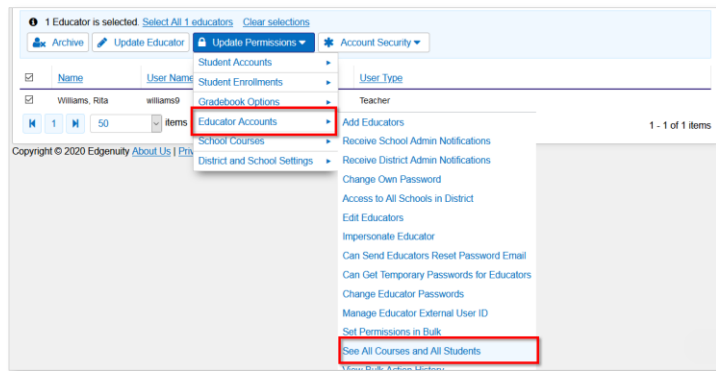 1 Educator is selected. Select All 1 educators Clear selections
Archive Update Educator Update Permissions Account Security
Student Accounts
Name User Name Student Enrollments User Type
Williams, Rita williams9 Gradebook Options Teacher
1 50 items Educator Accounts Add Educators 1 - 1 of 1 items
School Courses Receive School Admin Notifications
Copyright © 2020 Edgenuity About Us | District and School Settings Receive District Admin Notifications
Change Own Password
Access to All Schools in District
Edit Educators
Impersonate Educator
Can Send Educators Reset Password Email
Can Get Temporary Passwords for Educators
Change Educator Passwords
Manage Educator External User ID
Set Permissions in Bulk
See All Courses and All Students
View Bulk Action History